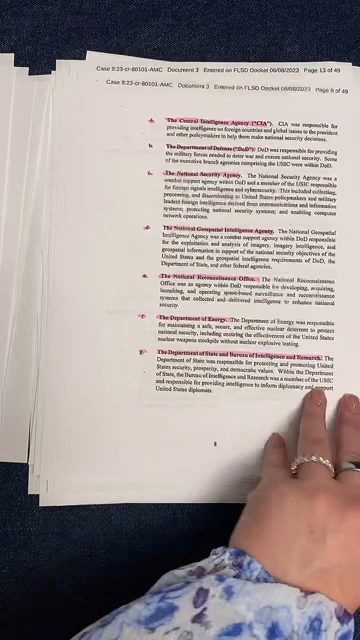 Case 9:23-cr-80101-AMC Document 3 Entered on FLSD Docket 06/08/2023 Page 13 of 49
Case 9:23-cr-80101-AMC Document 3 Entered on FLSD Docket 06/08/2023 Page 9 of 49
a. The Central Intelligence Agency ("CIA"). CIA was responsible for
providing intelligence on foreign countries and global issues to the president
and other policymakers to help them make national security decisions.
b. The Department of Defense ("DoD"). DoD was responsible for providing
the military forces needed to deter war and ensure national security. Some
of the executive branch agencies comprising the USIC were within DoD.
c. The National Security Agency. The National Security Agency was a
combat support agency within DoD and a member of the USIC responsible
for foreign signals intelligence and cybersecurity. This included collecting,
processing, and disseminating to United States policymakers and military
leaders foreign intelligence derived from communications and information
systems; protecting national security systems; and enabling computer
network operations.
d. The National Geospatial Intelligence Agency. The National Geospatial
Intelligence Agency was a combat support agency within DoD responsible
for the exploitation and analysis of imagery, imagery intelligence, and
geospatial information in support of the national security objectives of the
United States and the geospatial intelligence requirements of DoD, the
Department of State, and other federal agencies.
e. The National Reconnaissance Office. The National Reconnaissance
Office was an agency within DoD responsible for developing, acquiring,
launching, and operating space-based surveillance and reconnaissance
systems that collected and delivered intelligence to enhance national
security.
f. The Department of Energy. The Department of Energy was responsible
for maintaining a safe, secure, and effective nuclear deterrent to protect
national security, including ensuring the effectiveness of the United States
nuclear weapons stockpile without nuclear explosive testing.
g. The Department of State and Bureau of Intelligence and Research. The
Department of State was responsible for protecting and promoting United
States security, prosperity, and democratic values. Within the Department
of State, the Bureau of Intelligence and Research was a member of the USIC
and responsible for providing intelligence to inform diplomacy and support
United States diplomats.
8